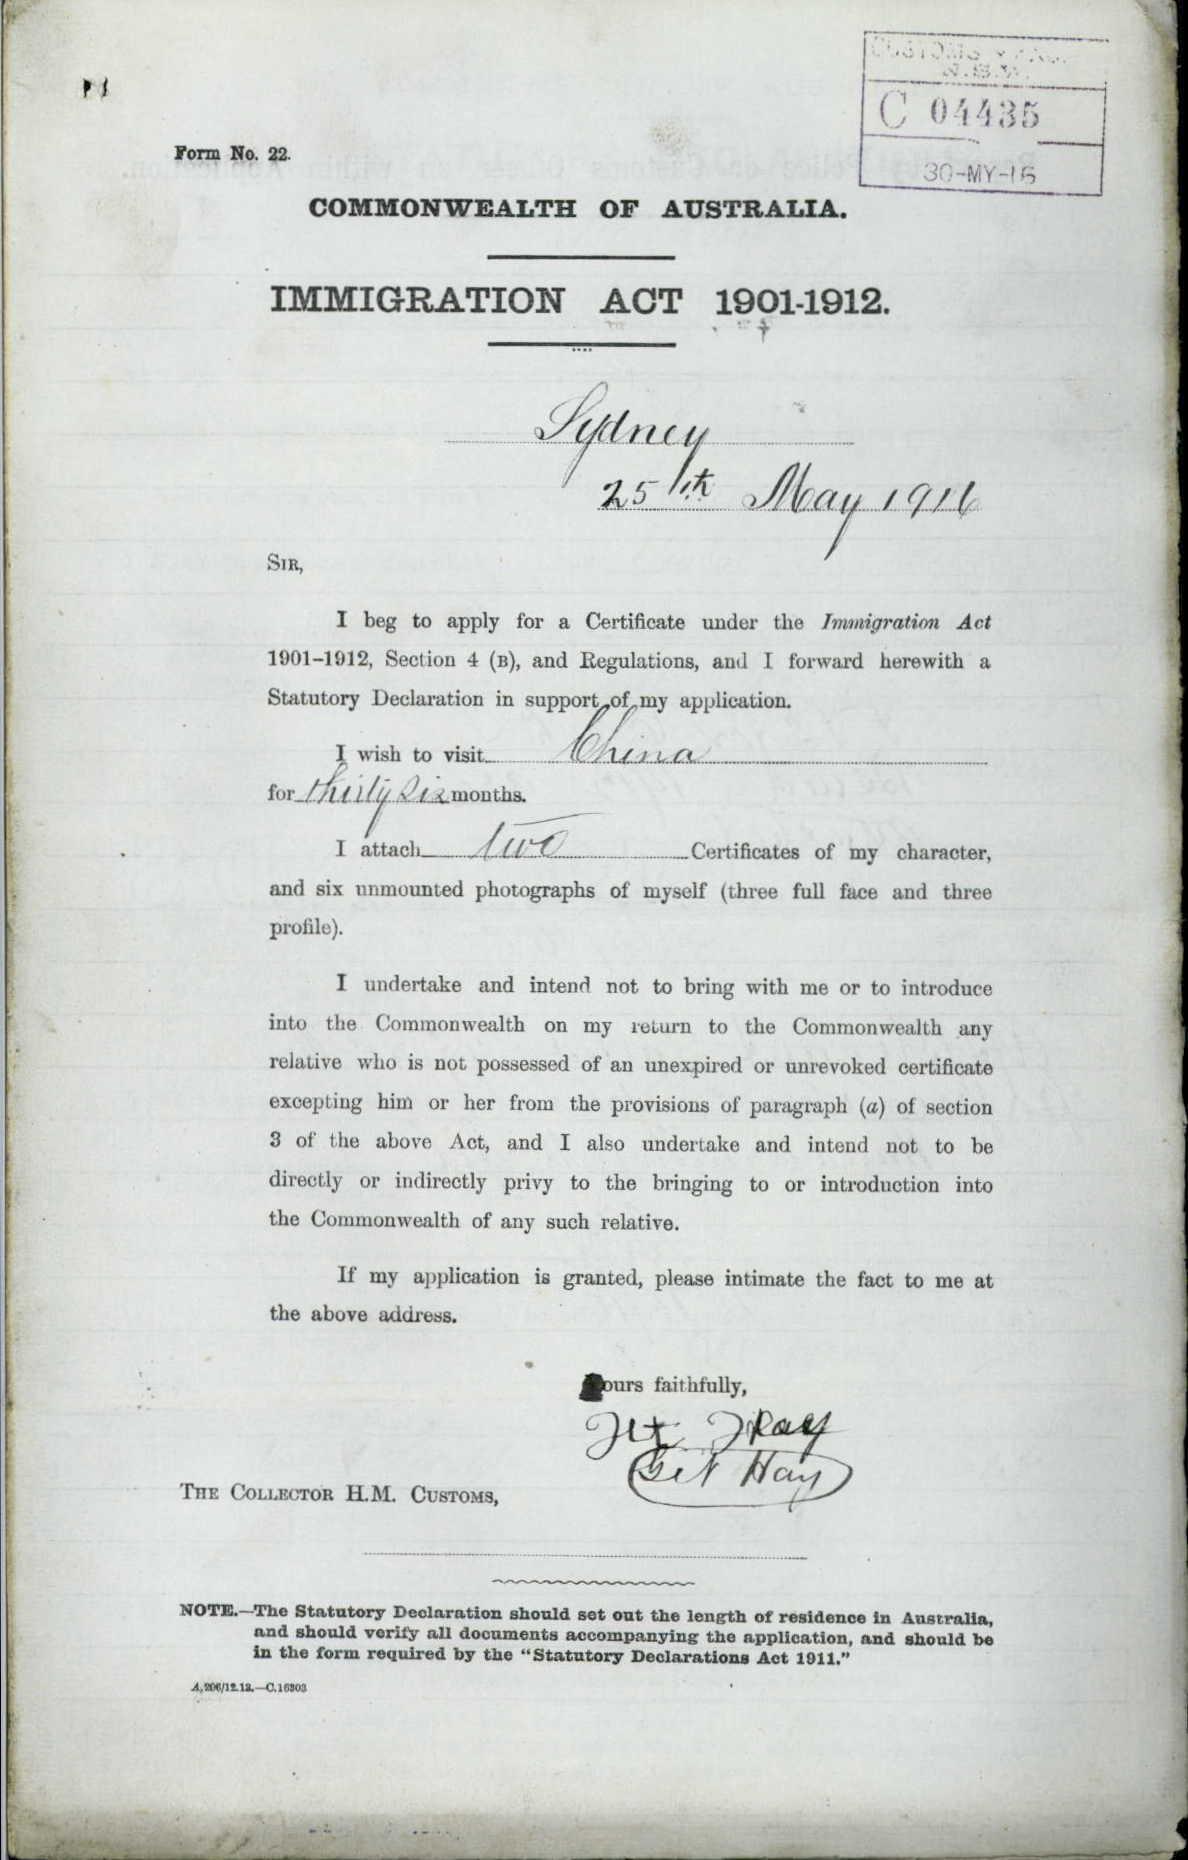 N.S.W.
C 04435
30-MY-16
Form No. 22.
COMMONWEALTH OF AUSTRALIA.
IMMIGRATION ACT 1901-1912.
Sydney
25th May 1916
SIR,
I beg to apply for a Certificate under the Immigration Act
1901–1912, Section 4 (B), and Regulations, and I forward herewith a
Statutory Declaration in support of my application.
I wish to visit China
for thirty six months.
I attach two Certificates of my character,
and six unmounted photographs of myself (three full face and three
profile).
I undertake and intend not to bring with me or to introduce
into the Commonwealth on my return to the Commonwealth any
relative who is not possessed of an unexpired or unrevoked certificate
excepting him or her from the provisions of paragraph (a) of section
3 of the above Act, and I also undertake and intend not to be
directly or indirectly privy to the bringing to or introduction into
the Commonwealth of any such relative.
If my application is granted, please intimate the fact to me at
the above address.
Yours faithfully,
Get Hay
THE COLLECTOR H.M. CUSTOMS,
NOTE.—The Statutory Declaration should set out the length of residence in Australia,
and should verify all documents accompanying the application, and should be
in the form required by the “Statutory Declarations Act 1911.”
A.206/12.12.—C.16303